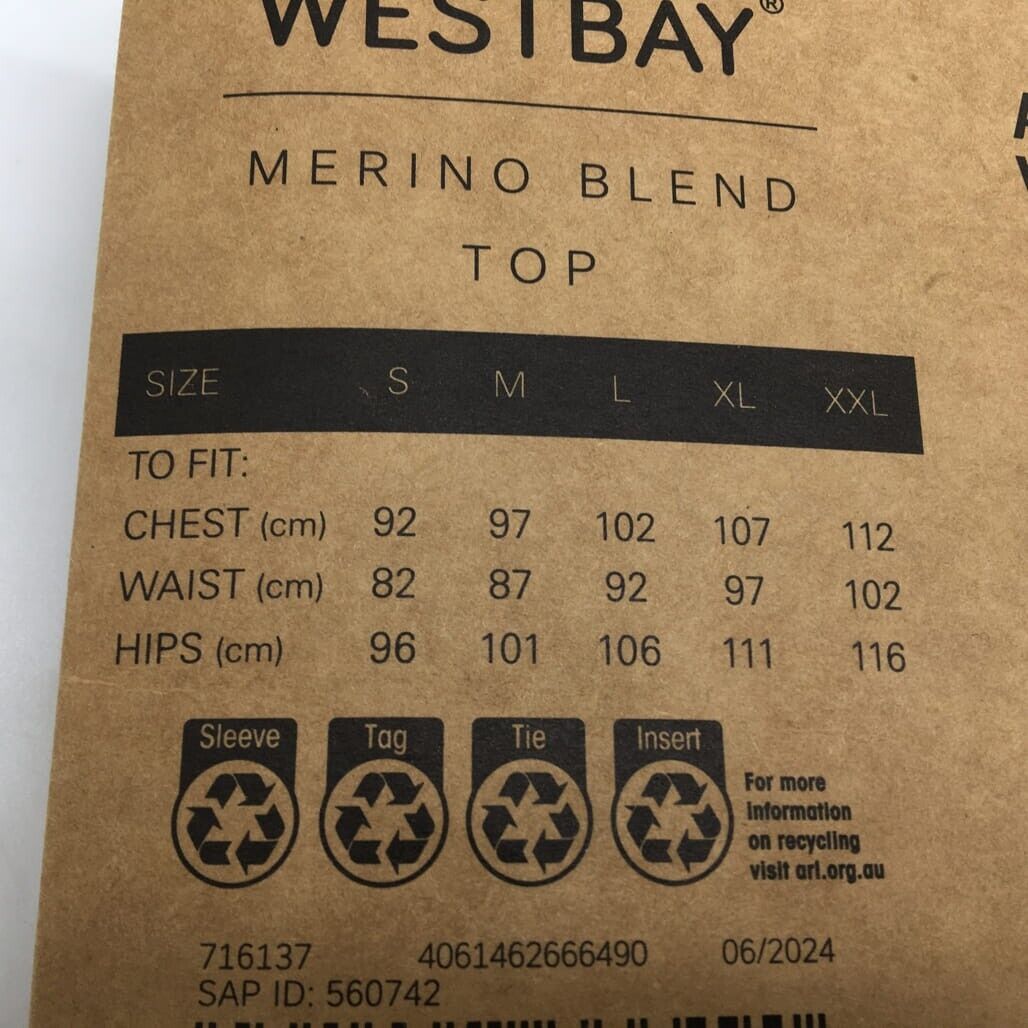 WESTBAY®
MERINO BLEND
TOP
SIZE S M L XL XXL
TO FIT:
CHEST (cm) 92 97 102 107 112
WAIST (cm) 82 87 92 97 102
HIPS (cm) 96 101 106 111 116
Sleeve Tag Tie Insert
For more
information
on recycling
visit arl.org.au
716137 4061462666490 06/2024
SAP ID: 560742